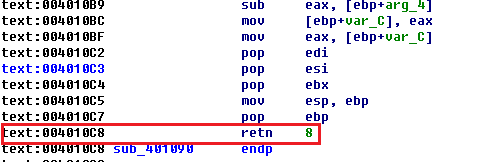 text:004010B9 sub eax, [ebp+arg_4]
text:004010BC mov [ebp+var_C], eax
text:004010BF mov eax, [ebp+var_C]
text:004010C2 pop edi
text:004010C3 pop esi
text:004010C4 pop ebx
text:004010C5 mov esp, ebp
text:004010C7 pop ebp
text:004010C8 retn 8
text:004010C8 sub_401090 endp